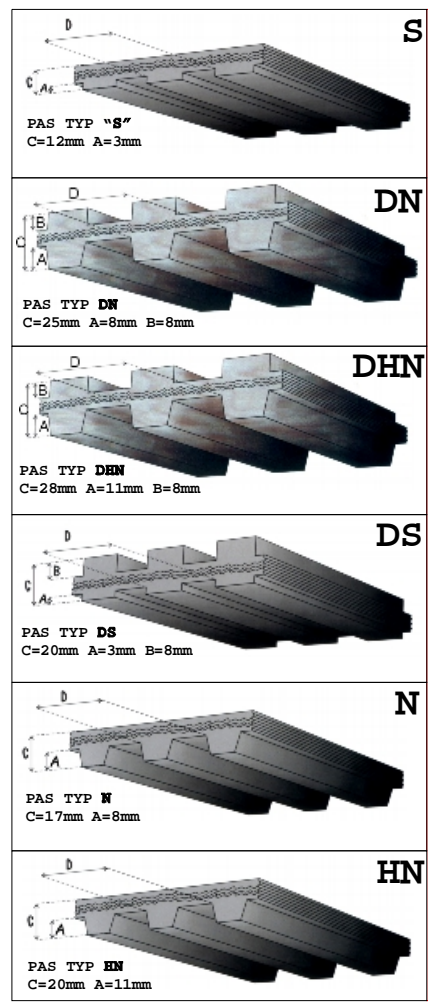 S
D
C
As
PAS TYP “S”
C=12mm A=3mm
DN
D
B
C
A
PAS TYP DN
C=25mm A=8mm B=8mm
DHN
D
B
C
A
PAS TYP DHN
C=28mm A=11mm B=8mm
DS
D
B
C
As
PAS TYP DS
C=20mm A=3mm B=8mm
N
D
C
A
PAS TYP N
C=17mm A=8mm
HN
D
C
A
PAS TYP HN
C=20mm A=11mm